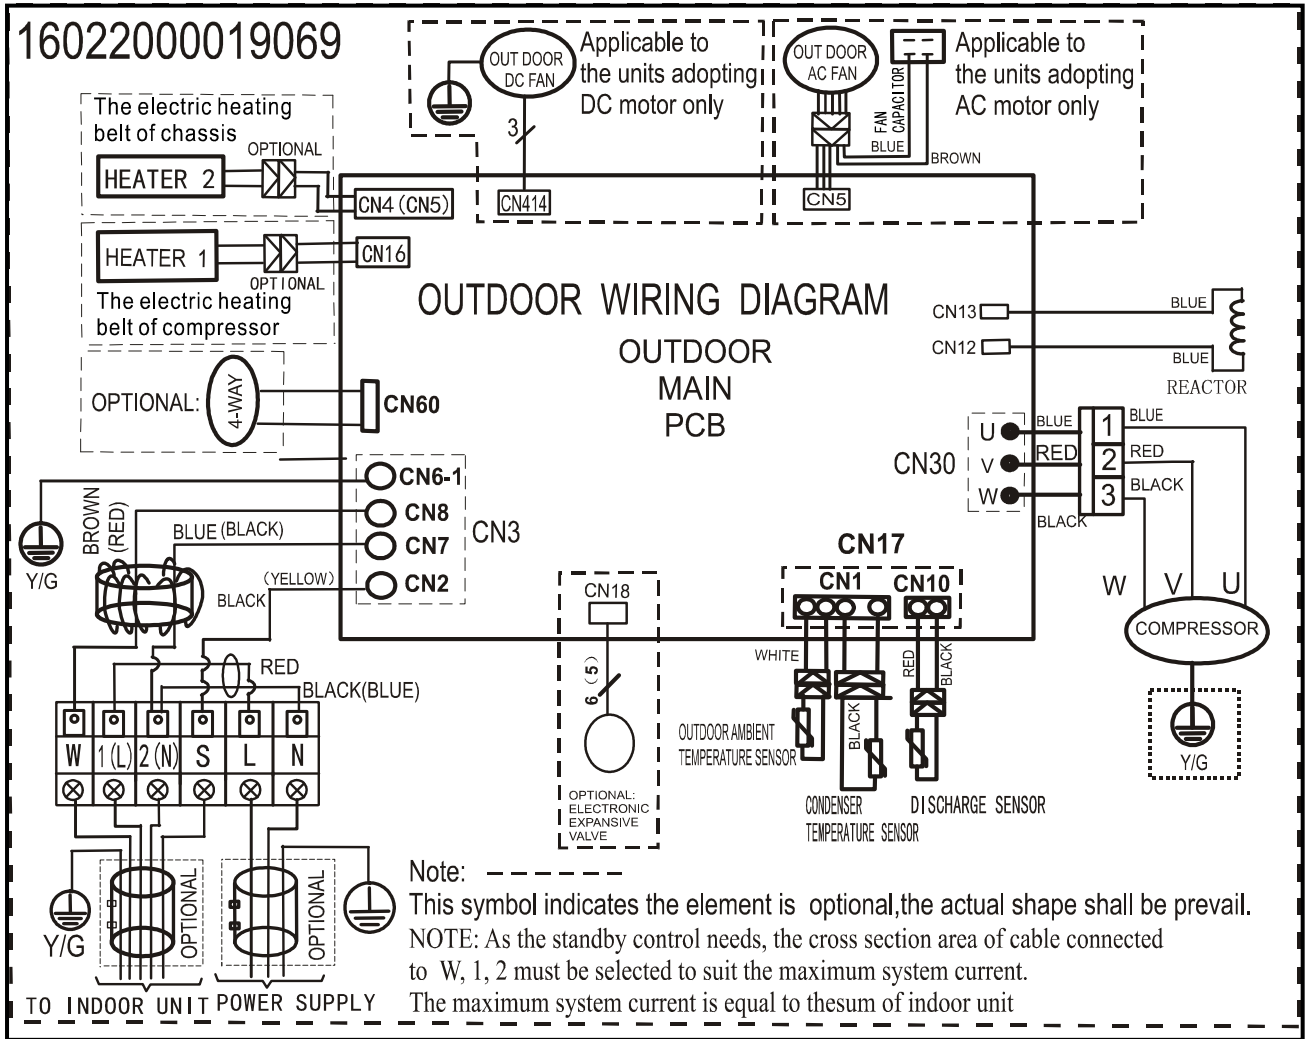 16022000019069
The electric heating
belt of chassis
OPTIONAL
HEATER 2
CN4 (CN5)
HEATER 1
CN16
OPTIONAL
The electric heating
belt of compressor
OPTIONAL:
4-WAY
CN60
OUT DOOR
DC FAN
Applicable to
the units adopting
DC motor only
3
CN414
OUT DOOR
AC FAN
FAN
CAPACITOR
BLUE
BROWN
Applicable to
the units adopting
AC motor only
CN5
OUTDOOR WIRING DIAGRAM
OUTDOOR
MAIN
PCB
CN13
BLUE
CN12
BLUE
REACTOR
CN30
U
V
W
BLUE
RED
BLACK
1
2
3
BLUE
RED
BLACK
W
V
U
COMPRESSOR
Y/G
CN6-1
CN8
CN7
CN2
CN3
Y/G
BROWN
(RED)
BLUE (BLACK)
(YELLOW)
BLACK
RED
BLACK(BLUE)
W
1 (L)
2 (N)
S
L
N
Y/G
OPTIONAL
OPTIONAL
TO INDOOR UNIT
POWER SUPPLY
CN18
6 (5)
OPTIONAL:
ELECTRONIC
EXPANSIVE
VALVE
CN17
CN1
CN10
WHITE
BLACK
RED
BLACK
OUTDOOR AMBIENT
TEMPERATURE SENSOR
CONDENSER
TEMPERATURE SENSOR
DISCHARGE SENSOR
Note: – – – – – –
This symbol indicates the element is optional,the actual shape shall be prevail.
NOTE: As the standby control needs, the cross section area of cable connected
to W, 1, 2 must be selected to suit the maximum system current.
The maximum system current is equal to thesum of indoor unit